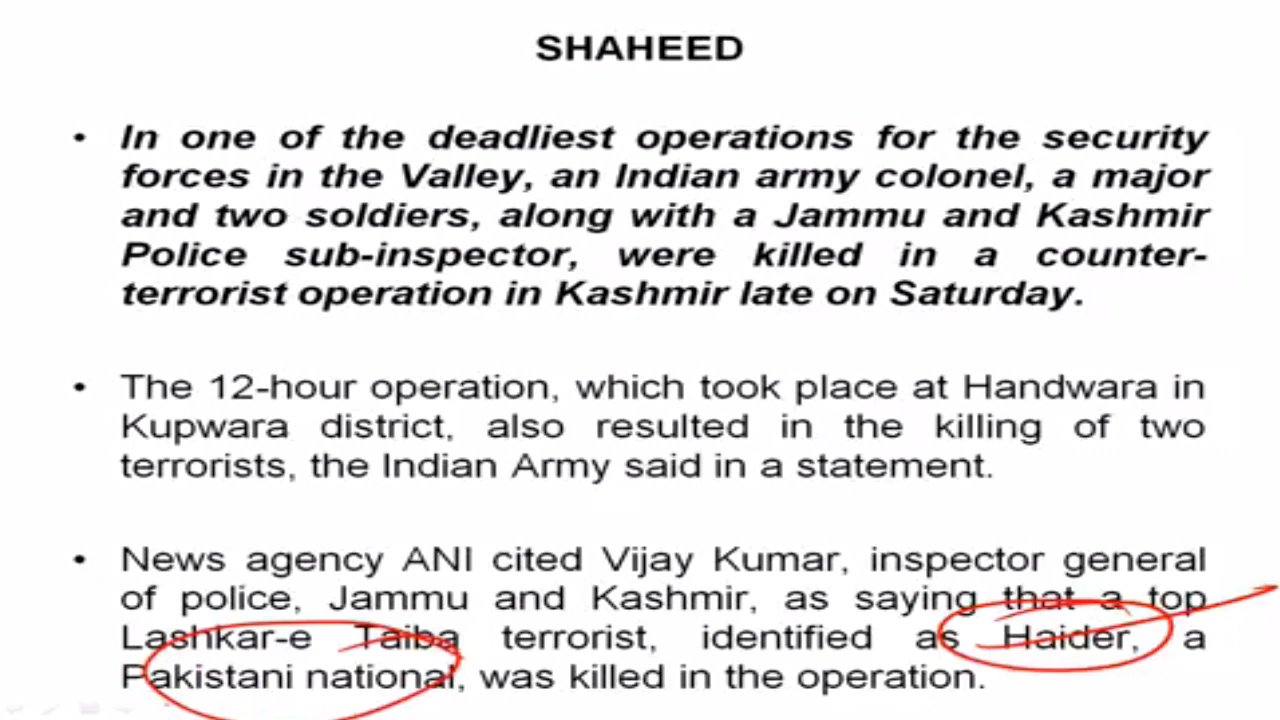 SHAHEED
• In one of the deadliest operations for the security
forces in the Valley, an Indian army colonel, a major
and two soldiers, along with a Jammu and Kashmir
Police sub-inspector, were killed in a counter-
terrorist operation in Kashmir late on Saturday.
• The 12-hour operation, which took place at Handwara in
Kupwara district, also resulted in the killing of two
terrorists, the Indian Army said in a statement.
• News agency ANI cited Vijay Kumar, inspector general
of police, Jammu and Kashmir, as saying that a top
Lashkar-e Taiba terrorist, identified as Haider, a
Pakistani national, was killed in the operation.